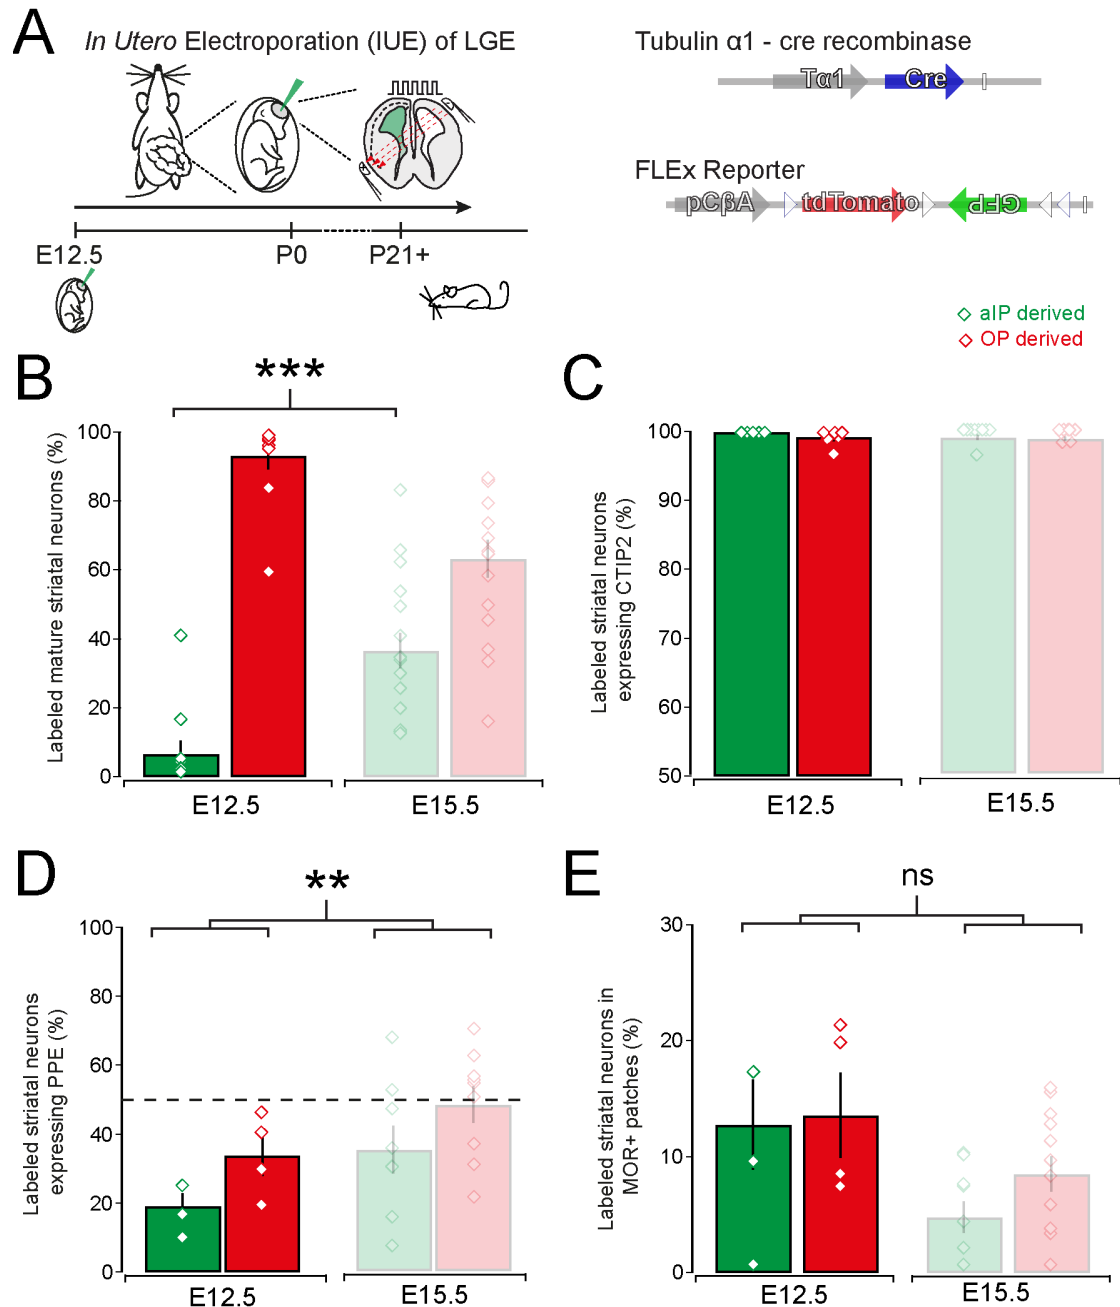 A
In Utero Electroporation (IUE) of LGE
E12.5
P0
P21+
Tubulin α1 - cre recombinase
Tα1
Cre
FLEx Reporter
pCβA
tdTomato
GFP
aIP derived
OP derived
B
***
Labeled mature striatal neurons (%)
100
80
60
40
20
0
E12.5
E15.5
C
Labeled striatal neurons
expressing CTIP2 (%)
100
90
80
70
60
50
E12.5
E15.5
D
**
Labeled striatal neurons
expressing PPE (%)
100
80
60
40
20
0
E12.5
E15.5
E
ns
Labeled striatal neurons in
MOR+ patches (%)
30
20
10
0
E12.5
E15.5